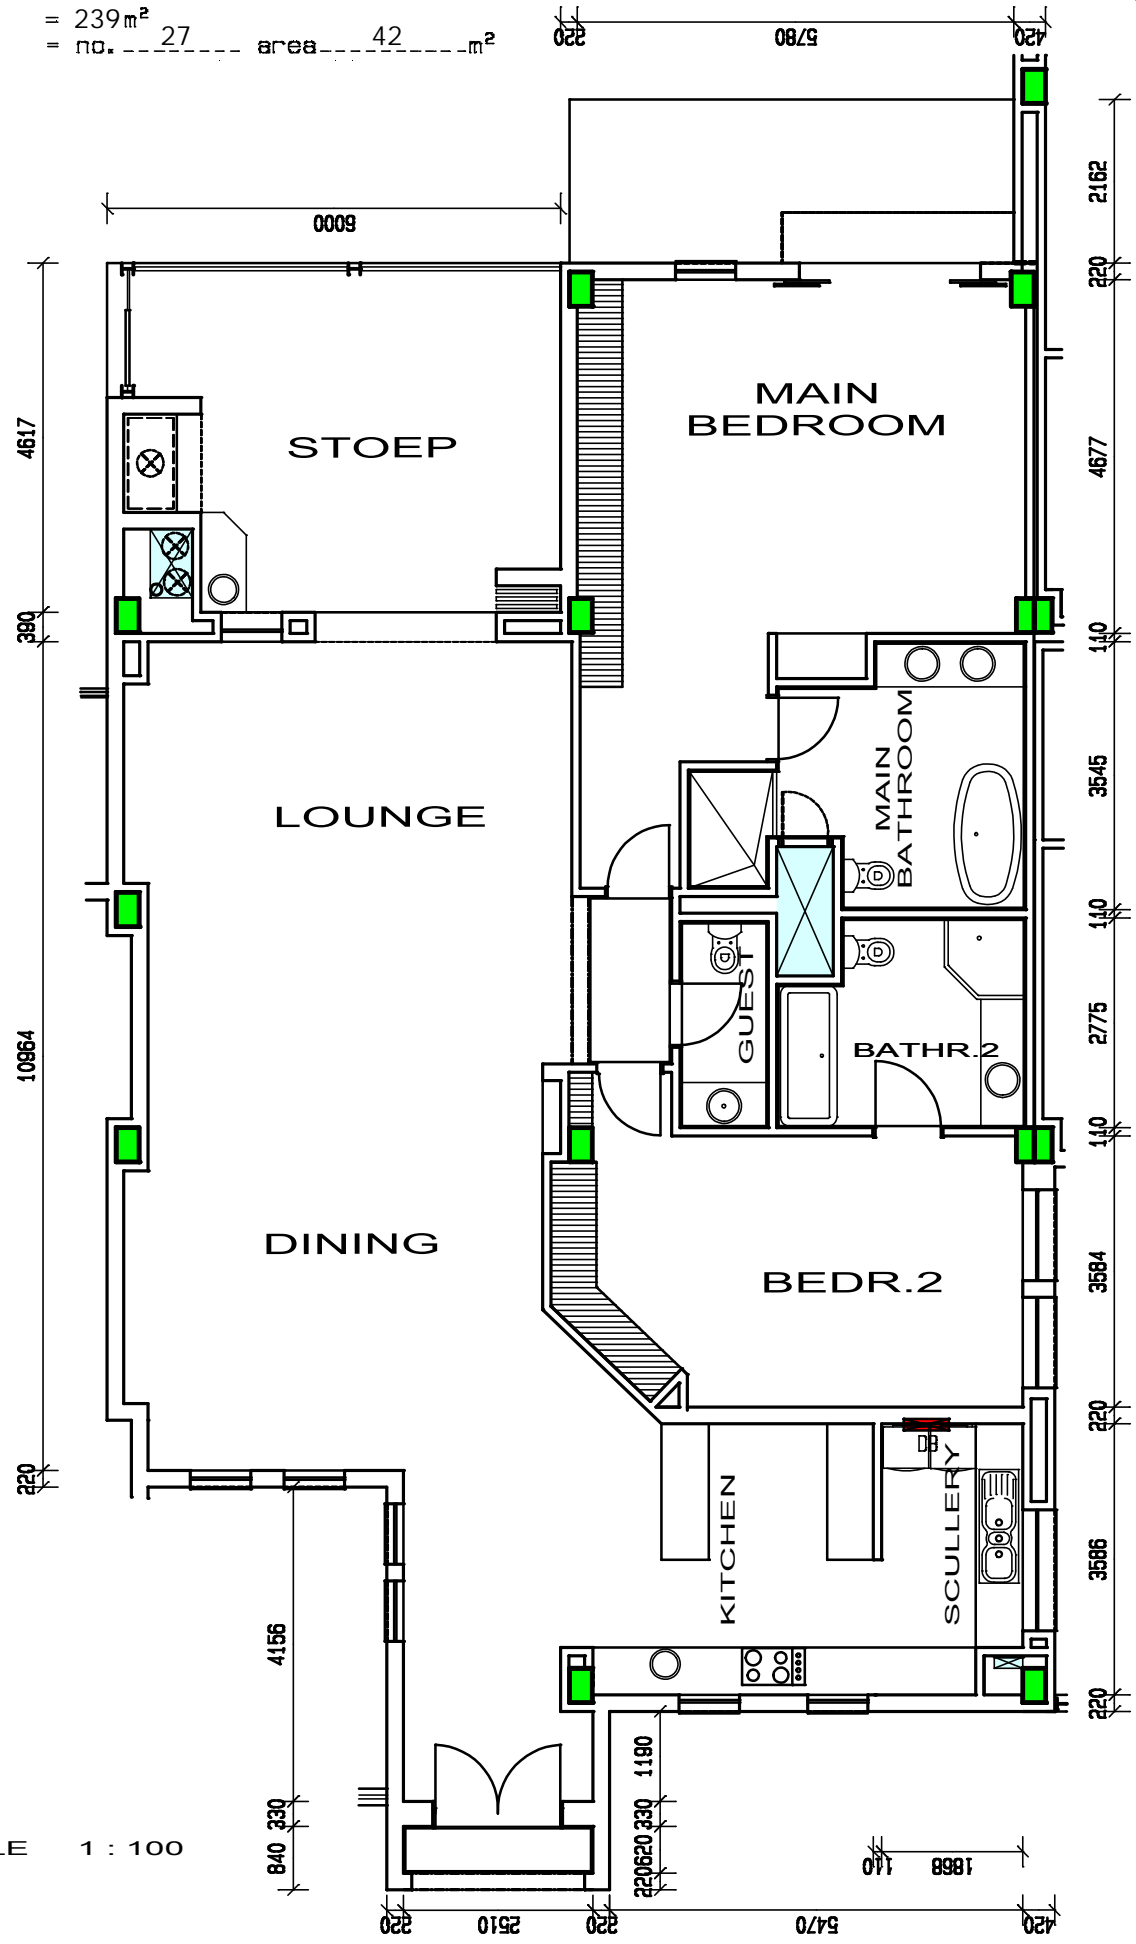 = 239m²
= no. 27 area 42 m²
220
5780
420
2162
6000
220
4617
4677
MAIN
BEDROOM
STOEP
390
110
MAIN
BATHROOM
3545
LOUNGE
110
GUEST
2775
BATHR.2
10964
110
DINING
BEDR.2
3584
220
DB
220
KITCHEN
SCULLERY
3586
4156
220
1190
330
330
620
840
220
LE 1 : 100
110
1868
220
2510
220
5470
420